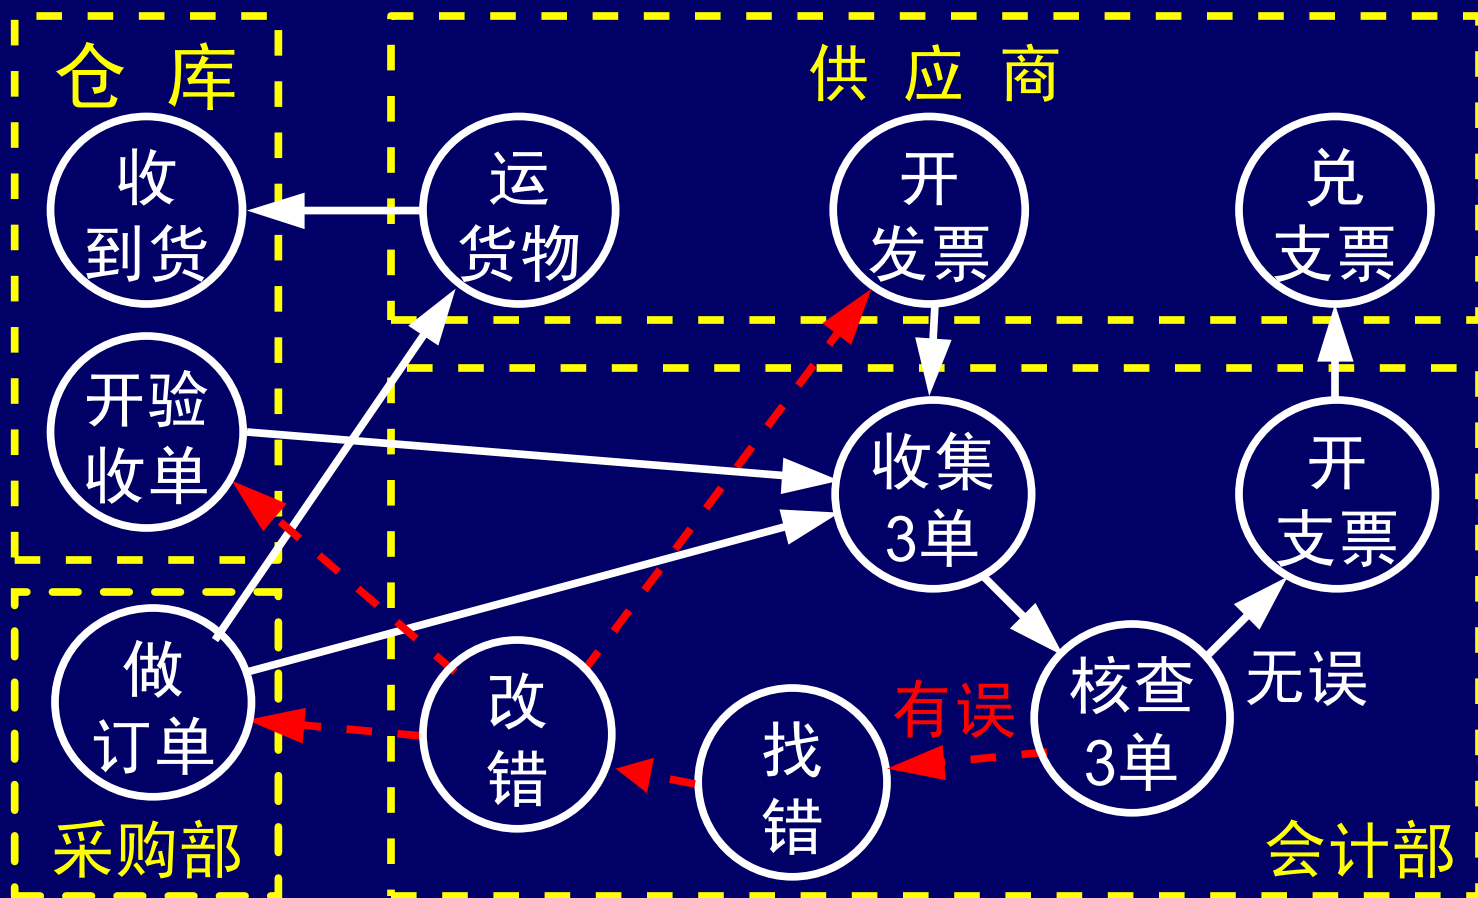 仓 库
供 应 商
收
到货
运
货物
开
发票
兑
支票
开验
收单
收集
3单
开
支票
做
订单
改
错
找
错
有误
核查
3单
无误
采购部
会计部